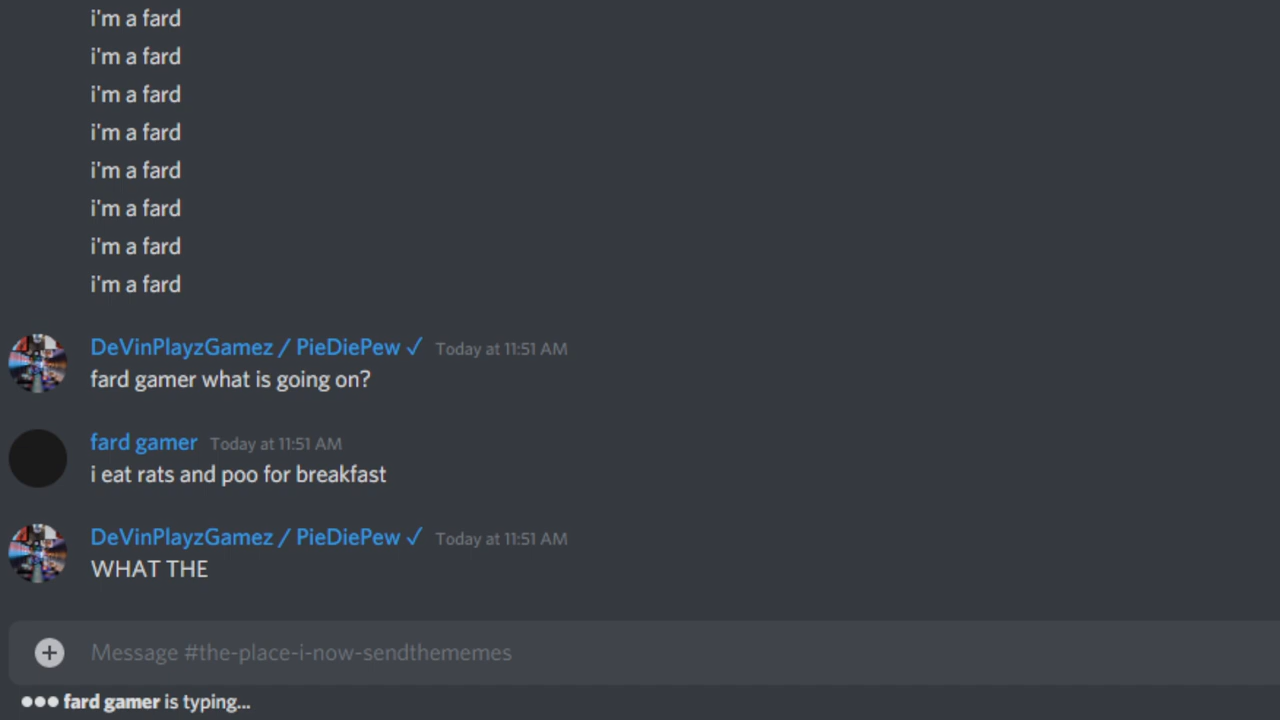 i'm a fard
i'm a fard
i'm a fard
i'm a fard
i'm a fard
i'm a fard
i'm a fard
i'm a fard
DeVinPlayzGamez / PieDiePew ✓ Today at 11:51 AM
fard gamer what is going on?
fard gamer Today at 11:51 AM
i eat rats and poo for breakfast
DeVinPlayzGamez / PieDiePew ✓ Today at 11:51 AM
WHAT THE
Message #the-place-i-now-sendthememes
fard gamer is typing...